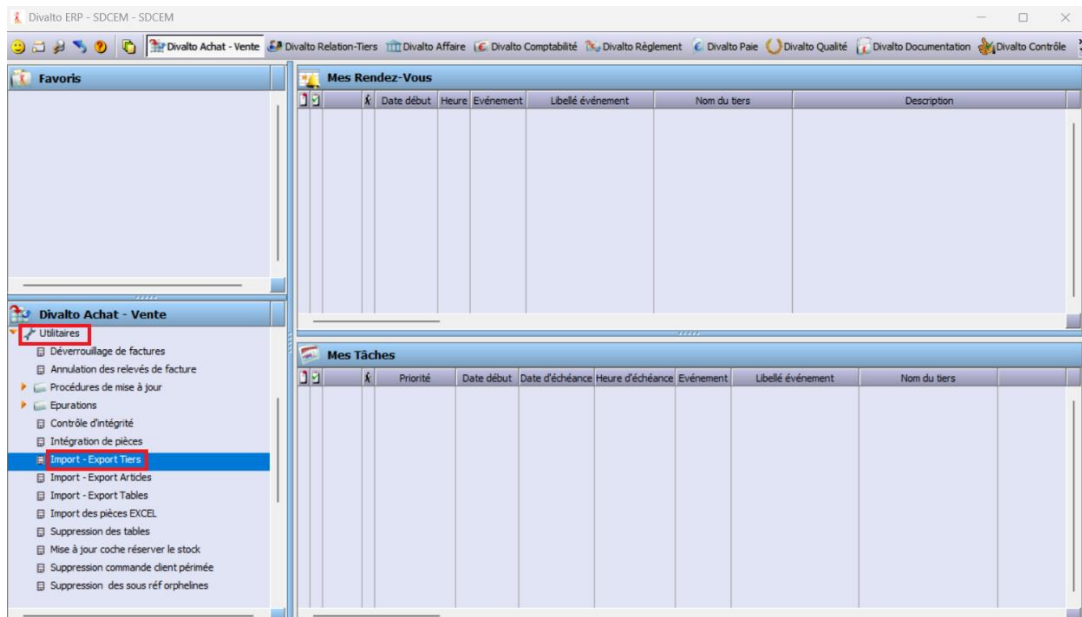 Divalto ERP - SDCEM - SDCEM
Divalto Achat - Vente Divalto Relation-Tiers Divalto Affaire Divalto Comptabilité Divalto Règlement Divalto Paie Divalto Qualité Divalto Documentation Divalto Contrôle
Favoris
Mes Rendez-Vous
Date début Heure Evénement Libellé événement Nom du tiers Description
Divalto Achat - Vente
Utilitaires
Déverrouillage de factures
Annulation des relevés de facture
Procédures de mise à jour
Epurations
Contrôle d'intégrité
Intégration de pièces
Import - Export Tiers
Import - Export Articles
Import - Export Tables
Import des pièces EXCEL
Suppression des tables
Mise à jour coche réserver le stock
Suppression commande client périmée
Suppression des sous réf orphelines
Mes Tâches
Priorité Date début Date d'échéance Heure d'échéance Evénement Libellé événement Nom du tiers